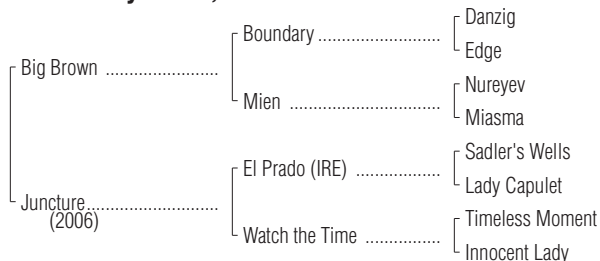 Danzig
Boundary ........................
Edge
Big Brown ......................
Nureyev
Mien ..............................
Miasma
Sadler's Wells
El Prado (IRE) .................
Lady Capulet
Juncture..........................
(2006)
Timeless Moment
Watch the Time ...............
Innocent Lady